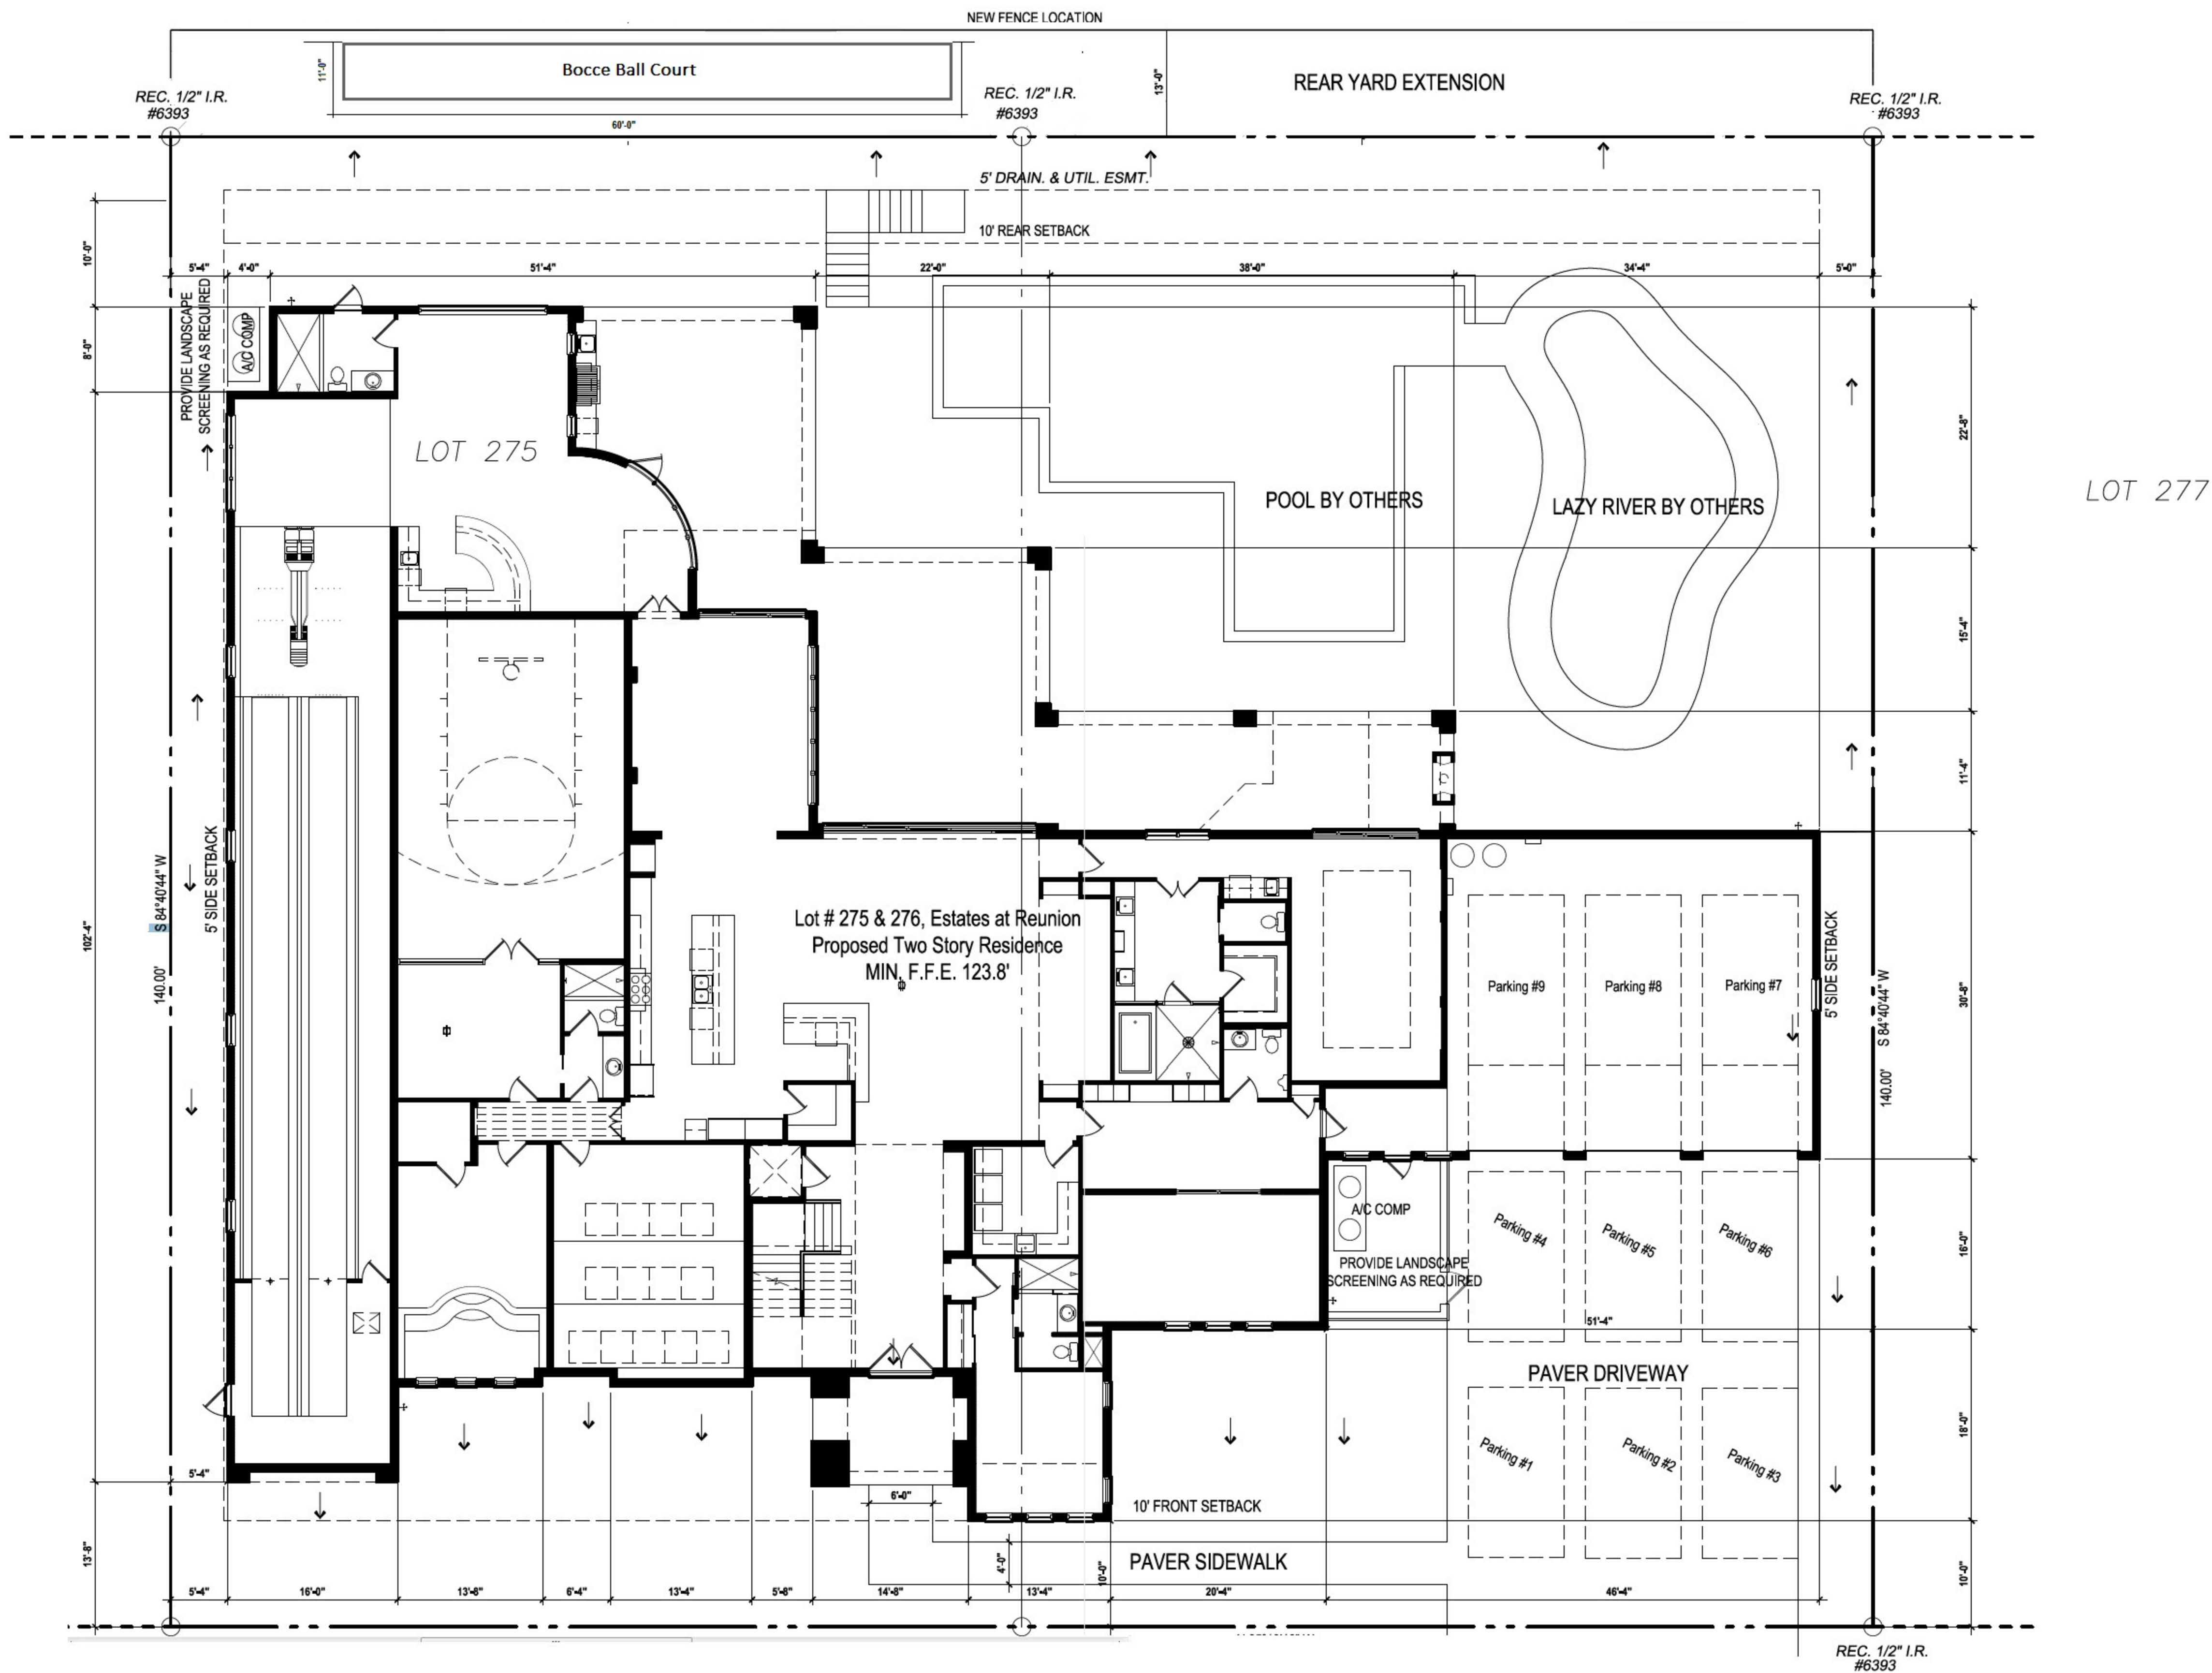 NEW FENCE LOCATION
Bocce Ball Court
11'-0"
13'-0"
REAR YARD EXTENSION
REC. 1/2" I.R.
#6393
REC. 1/2" I.R.
#6393
REC. 1/2" I.R.
#6393
60'-0"
5' DRAIN. & UTIL. ESMT.
10' REAR SETBACK
10'-0"
5'-4"
4'-0"
51'-4"
22'-0"
38'-0"
34'-4"
5'-0"
PROVIDE LANDSCAPE
SCREENING AS REQUIRED
A/C COMP
8'-0"
LOT 275
22'-8"
POOL BY OTHERS
LAZY RIVER BY OTHERS
LOT 277
15'-4"
11'-4"
S 84°40'44" W
140.00'
5' SIDE SETBACK
102'-4"
Lot # 275 & 276, Estates at Reunion
Proposed Two Story Residence
MIN. F.F.E. 123.8'
Parking #9
Parking #8
Parking #7
5' SIDE SETBACK
S 84°40'44" W
140.00'
30'-8"
A/C COMP
PROVIDE LANDSCAPE
SCREENING AS REQUIRED
Parking #4
Parking #5
Parking #6
16'-0"
51'-4"
PAVER DRIVEWAY
Parking #1
Parking #2
Parking #3
18'-0"
5'-4"
6'-0"
10' FRONT SETBACK
4'-0"
PAVER SIDEWALK
10'-0"
13'-8"
10'-0"
5'-4"
16'-0"
13'-8"
6'-4"
13'-4"
5'-8"
14'-8"
13'-4"
20'-4"
46'-4"
REC. 1/2" I.R.
#6393